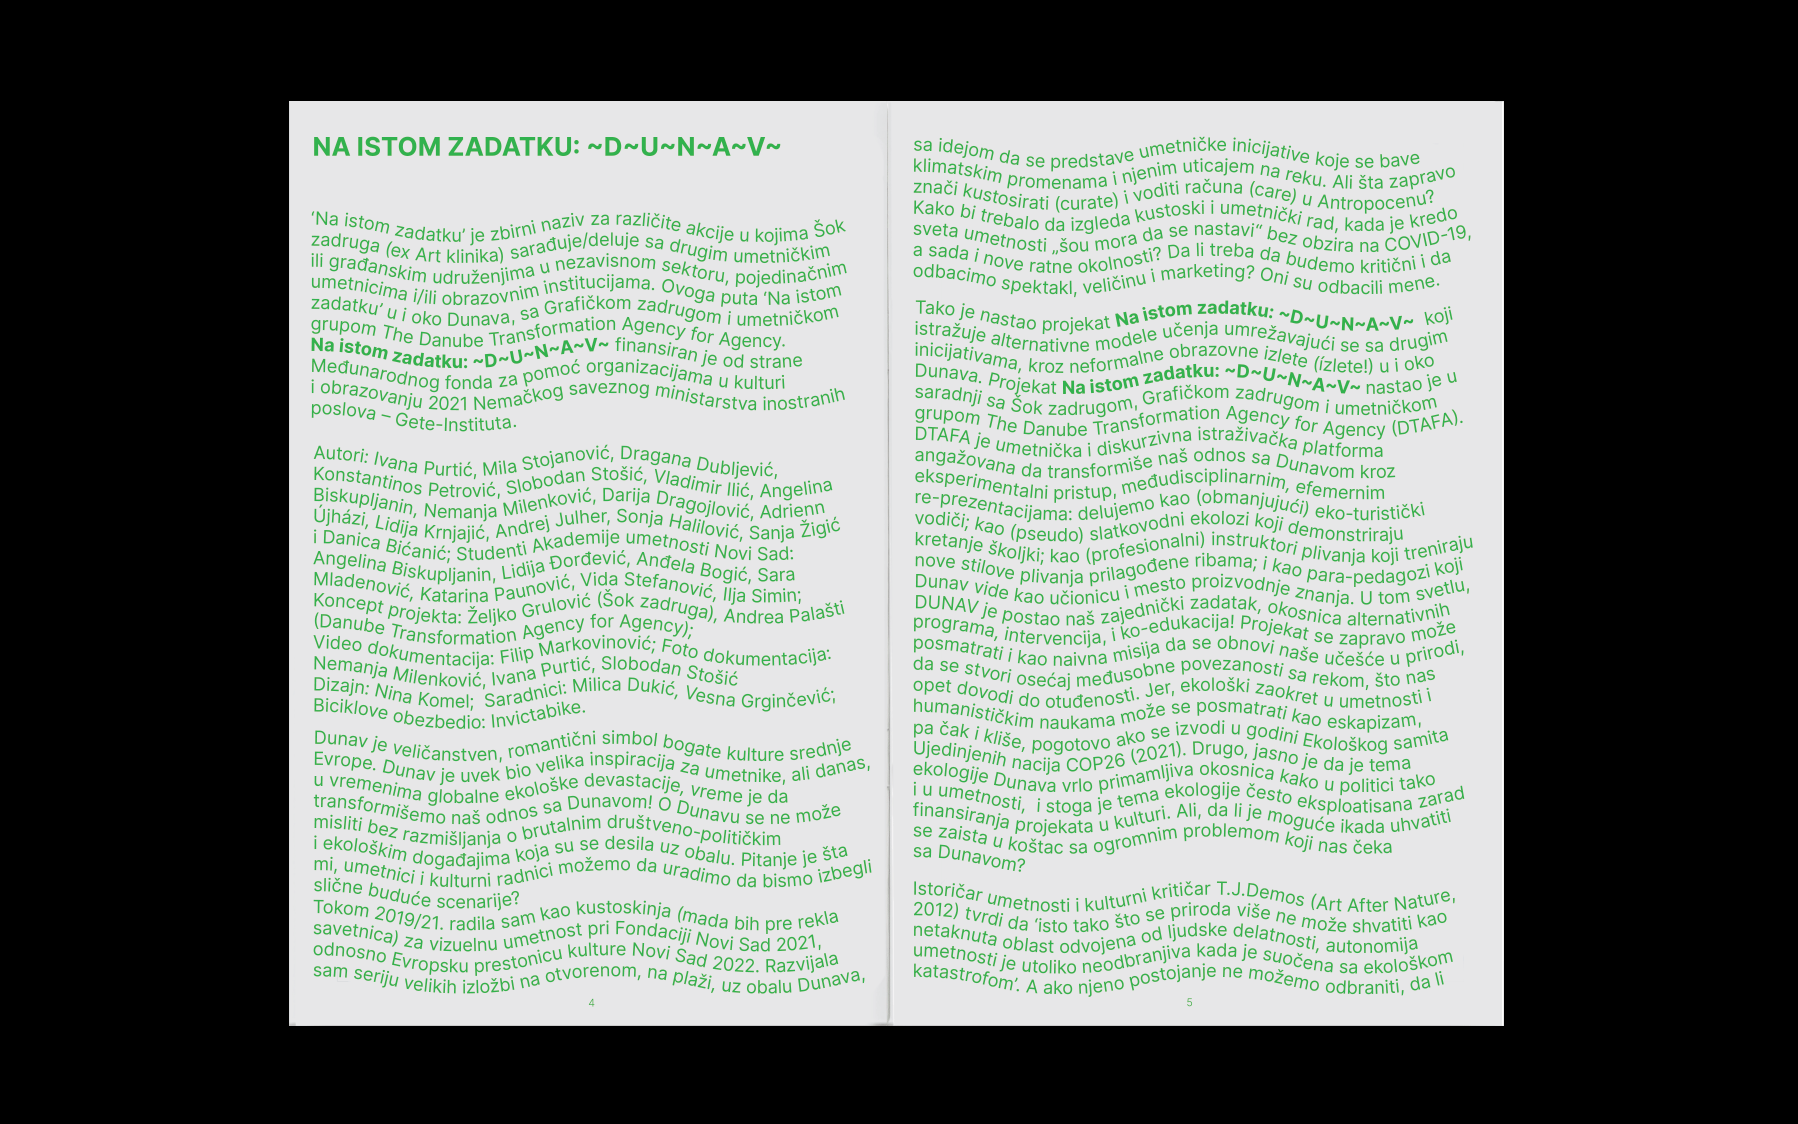 NA ISTOM ZADATKU: ~D~U~N~A~V~
‘Na istom zadatku’ je zbirni naziv za različite akcije u kojima Šok
zadruga (ex Art klinika) sarađuje/deluje sa drugim umetničkim
ili građanskim udruženjima u nezavisnom sektoru, pojedinačnim
umetnicima i/ili obrazovnim institucijama. Ovoga puta ‘Na istom
zadatku’ u i oko Dunava, sa Grafičkom zadrugom i umetničkom
grupom The Danube Transformation Agency for Agency.
Na istom zadatku: ~D~U~N~A~V~ finansiran je od strane
Međunarodnog fonda za pomoć organizacijama u kulturi
i obrazovanju 2021 Nemačkog saveznog ministarstva inostranih
poslova – Gete-Instituta.
Autori: Ivana Purtić, Mila Stojanović, Dragana Dubljević,
Konstantinos Petrović, Slobodan Stošić, Vladimir Ilić, Angelina
Biskupljanin, Nemanja Milenković, Darija Dragojlović, Adrienn
Újházi, Lidija Krnjajić, Andrej Julher, Sonja Halilović, Sanja Žigić
i Danica Bićanić; Studenti Akademije umetnosti Novi Sad:
Angelina Biskupljanin, Lidija Đorđević, Anđela Bogić, Sara
Mladenović, Katarina Paunović, Vida Stefanović, Ilja Simin;
Koncept projekta: Željko Grulović (Šok zadruga), Andrea Palašti
(Danube Transformation Agency for Agency);
Video dokumentacija: Filip Markovinović; Foto dokumentacija:
Nemanja Milenković, Ivana Purtić, Slobodan Stošić
Dizajn: Nina Komel;  Saradnici: Milica Dukić, Vesna Grginčević;
Biciklove obezbedio: Invictabike.
Dunav je veličanstven, romantični simbol bogate kulture srednje
Evrope. Dunav je uvek bio velika inspiracija za umetnike, ali danas,
u vremenima globalne ekološke devastacije, vreme je da
transformišemo naš odnos sa Dunavom! O Dunavu se ne može
misliti bez razmišljanja o brutalnim društveno-političkim
i ekološkim događajima koja su se desila uz obalu. Pitanje je šta
mi, umetnici i kulturni radnici možemo da uradimo da bismo izbegli
slične buduće scenarije?
Tokom 2019/21. radila sam kao kustoskinja (mada bih pre rekla
savetnica) za vizuelnu umetnost pri Fondaciji Novi Sad 2021,
odnosno Evropsku prestonicu kulture Novi Sad 2022. Razvijala
sam seriju velikih izložbi na otvorenom, na plaži, uz obalu Dunava,
4
sa idejom da se predstave umetničke inicijative koje se bave
klimatskim promenama i njenim uticajem na reku. Ali šta zapravo
znači kustosirati (curate) i voditi računa (care) u Antropocenu?
Kako bi trebalo da izgleda kustoski i umetnički rad, kada je kredo
sveta umetnosti „šou mora da se nastavi“ bez obzira na COVID-19,
a sada i nove ratne okolnosti? Da li treba da budemo kritični i da
odbacimo spektakl, veličinu i marketing? Oni su odbacili mene.
Tako je nastao projekat Na istom zadatku: ~D~U~N~A~V~  koji
istražuje alternativne modele učenja umrežavajući se sa drugim
inicijativama, kroz neformalne obrazovne izlete (ízlete!) u i oko
Dunava. Projekat Na istom zadatku: ~D~U~N~A~V~ nastao je u
saradnji sa Šok zadrugom, Grafičkom zadrugom i umetničkom
grupom The Danube Transformation Agency for Agency (DTAFA).
DTAFA je umetnička i diskurzivna istraživačka platforma
angažovana da transformiše naš odnos sa Dunavom kroz
eksperimentalni pristup, međudisciplinarnim, efemernim
re-prezentacijama: delujemo kao (obmanjujući) eko-turistički
vodiči; kao (pseudo) slatkovodni ekolozi koji demonstriraju
kretanje školjki; kao (profesionalni) instruktori plivanja koji treniraju
nove stilove plivanja prilagođene ribama; i kao para-pedagozi koji
Dunav vide kao učionicu i mesto proizvodnje znanja. U tom svetlu,
DUNAV je postao naš zajednički zadatak, okosnica alternativnih
programa, intervencija, i ko-edukacija! Projekat se zapravo može
posmatrati i kao naivna misija da se obnovi naše učešće u prirodi,
da se stvori osećaj međusobne povezanosti sa rekom, što nas
opet dovodi do otuđenosti. Jer, ekološki zaokret u umetnosti i
humanističkim naukama može se posmatrati kao eskapizam,
pa čak i kliše, pogotovo ako se izvodi u godini Ekološkog samita
Ujedinjenih nacija COP26 (2021). Drugo, jasno je da je tema
ekologije Dunava vrlo primamljiva okosnica kako u politici tako
i u umetnosti,  i stoga je tema ekologije često eksploatisana zarad
finansiranja projekata u kulturi. Ali, da li je moguće ikada uhvatiti
se zaista u koštac sa ogromnim problemom koji nas čeka
sa Dunavom?
Istoričar umetnosti i kulturni kritičar T.J.Demos (Art After Nature,
2012) tvrdi da ‘isto tako što se priroda više ne može shvatiti kao
netaknuta oblast odvojena od ljudske delatnosti, autonomija
umetnosti je utoliko neodbranjiva kada je suočena sa ekološkom
katastrofom’. A ako njeno postojanje ne možemo odbraniti, da li
5